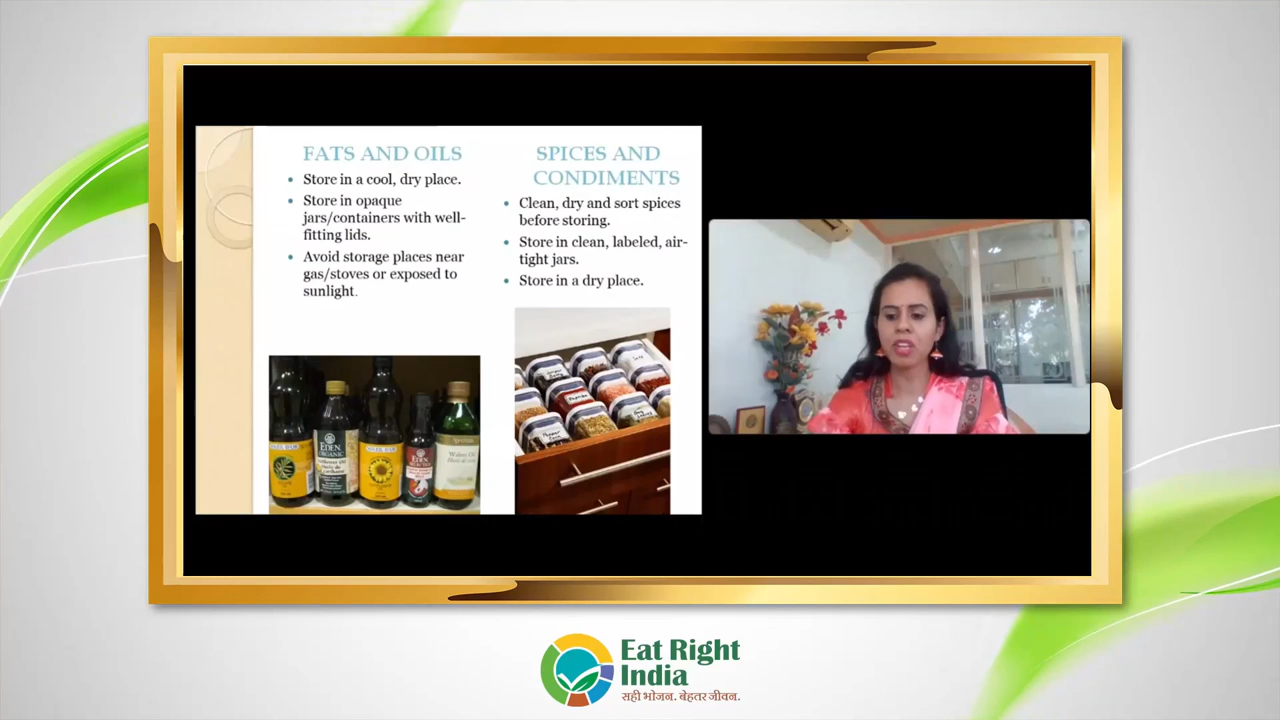 FATS AND OILS
• Store in a cool, dry place.
• Store in opaque
jars/containers with well-
fitting lids.
• Avoid storage places near
gas/stoves or exposed to
sunlight.
SPICES AND
CONDIMENTS
• Clean, dry and sort spices
before storing.
• Store in clean, labeled, air-
tight jars.
• Store in a dry place.
EDEN
ORGANIC
EDEN
SELECTED
Paprika
Eat Right
India
सही भोजन. बेहतर जीवन.